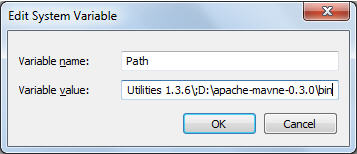 Edit System Variable
Variable name: Path
Variable value: Utilities 1.3.6\;D:\apache-mavne-0.3.0\bin
OK Cancel